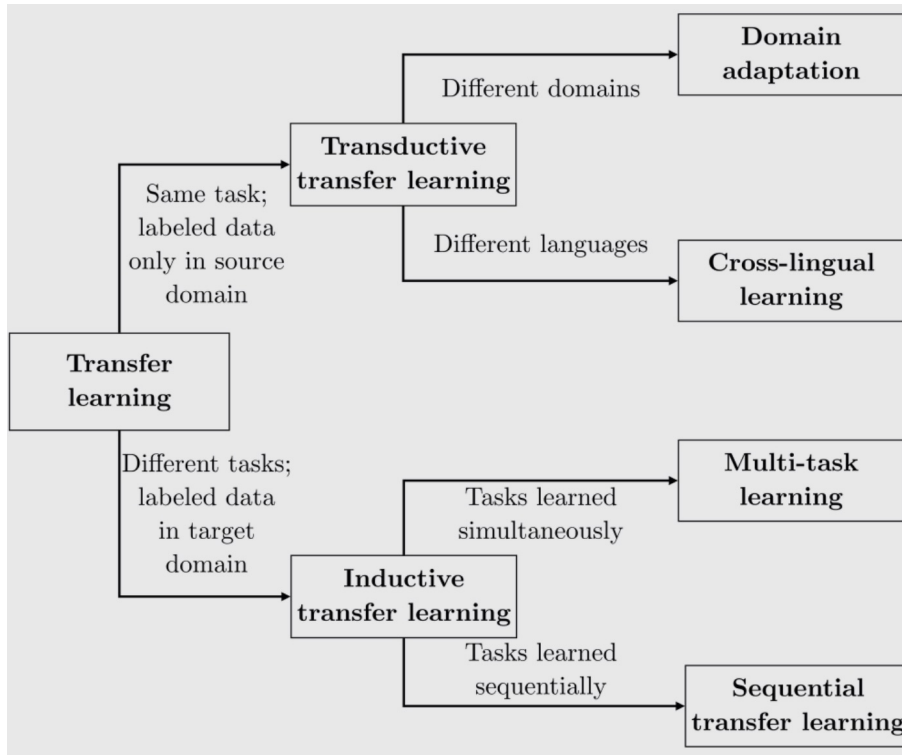 Domain
adaptation
Different domains
Transductive
transfer learning
Same task;
labeled data
only in source
domain
Different languages
Cross-lingual
learning
Transfer
learning
Different tasks;
labeled data
in target
domain
Multi-task
learning
Tasks learned
simultaneously
Inductive
transfer learning
Tasks learned
sequentially
Sequential
transfer learning